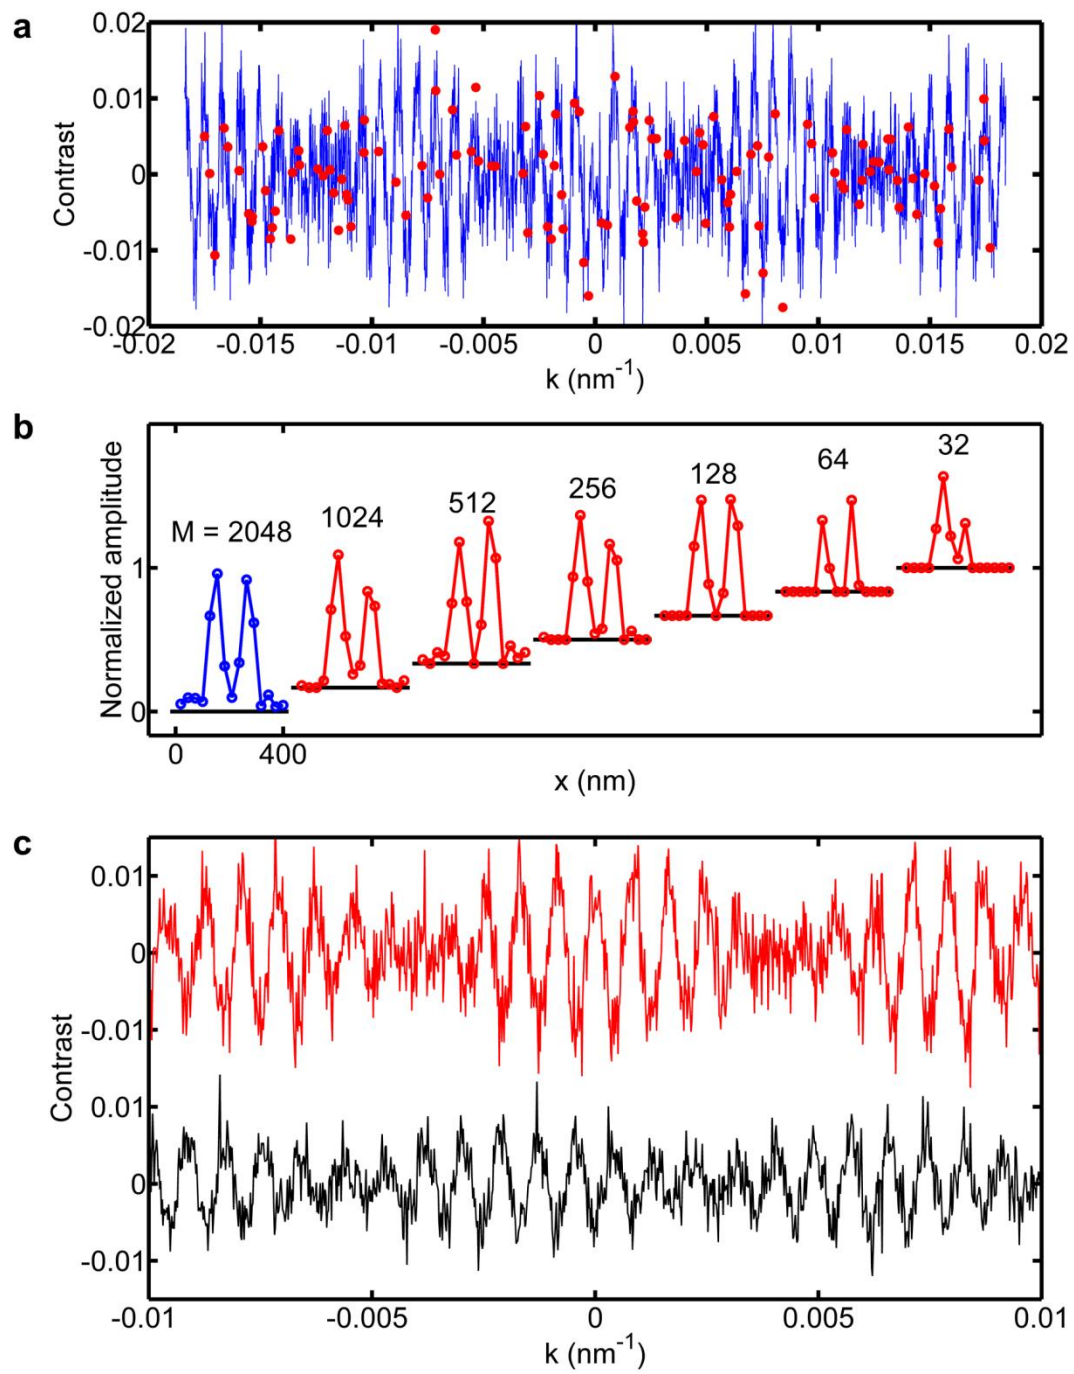 a
0.02
0.01
0
-0.01
-0.02
Contrast
-0.02 -0.015 -0.01 -0.005 0 0.005 0.01 0.015 0.02
k (nm⁻¹)
b
Normalized amplitude
1
0
M = 2048 1024 512 256 128 64 32
0 400
x (nm)
c
0.01
0
-0.01
0.01
0
-0.01
Contrast
-0.01 -0.005 0 0.005 0.01
k (nm⁻¹)